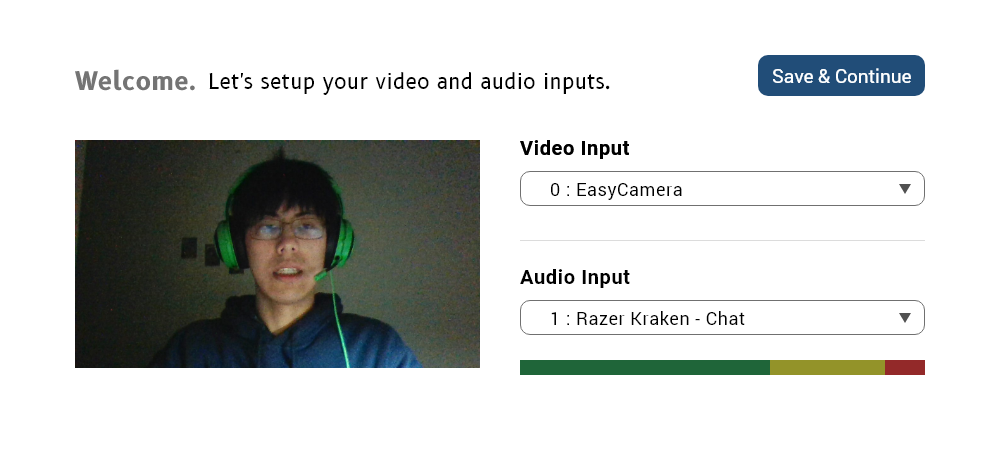 Welcome. Let's setup your video and audio inputs.
Save & Continue
Video Input
0 : EasyCamera
Audio Input
1 : Razer Kraken - Chat